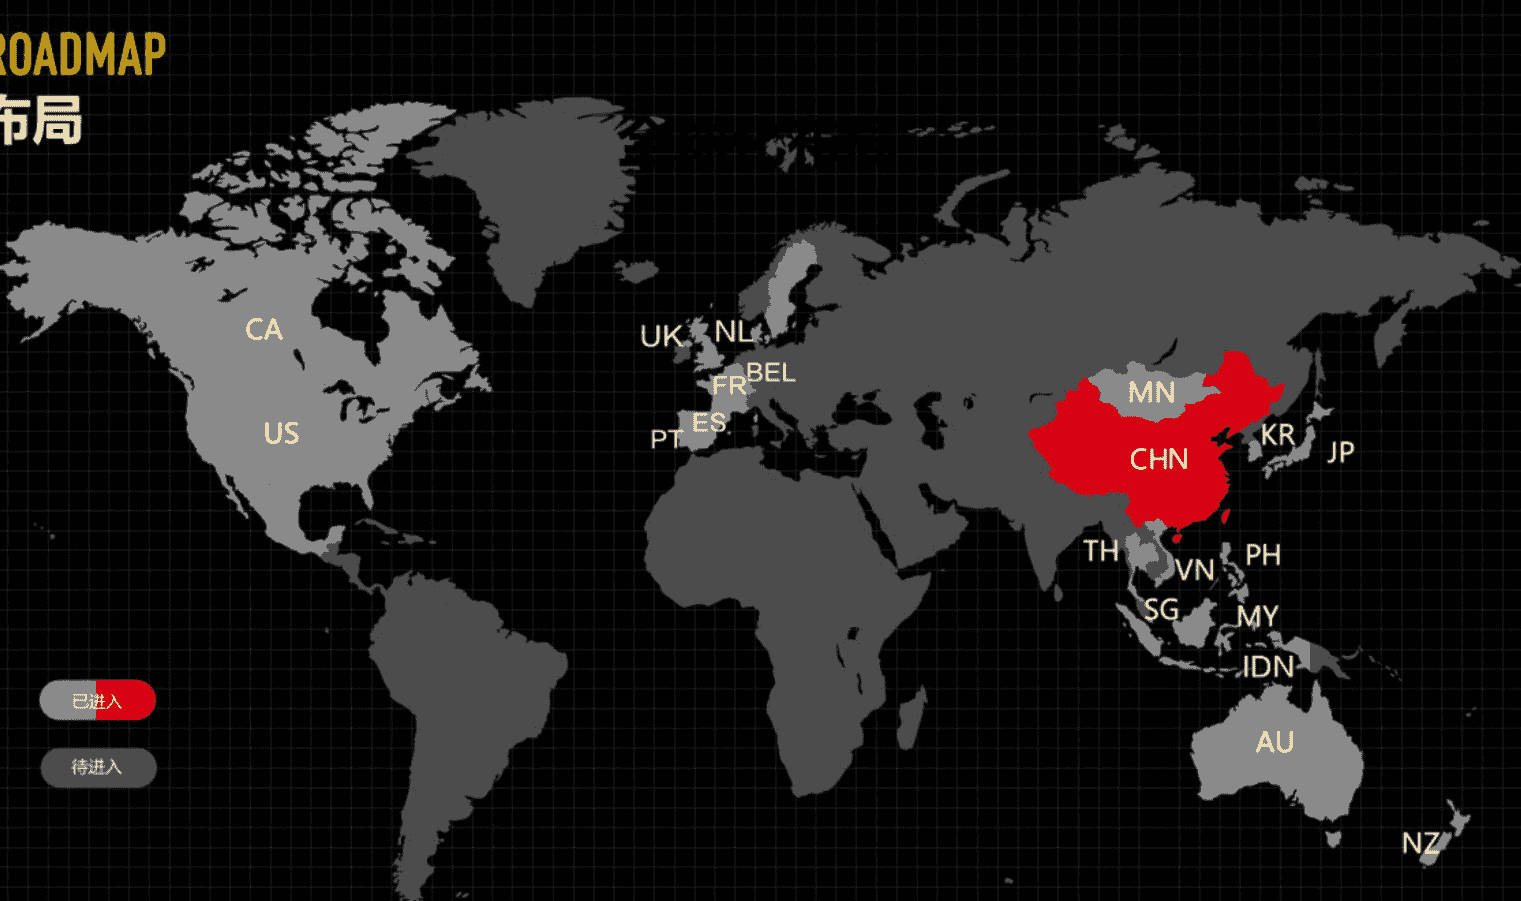 ROADMAP
布局
CA
US
UK
NL
BEL
FR
ES
PT
MN
CHN
KR
JP
TH
VN
PH
SG
MY
IDN
AU
NZ
已进入
待进入